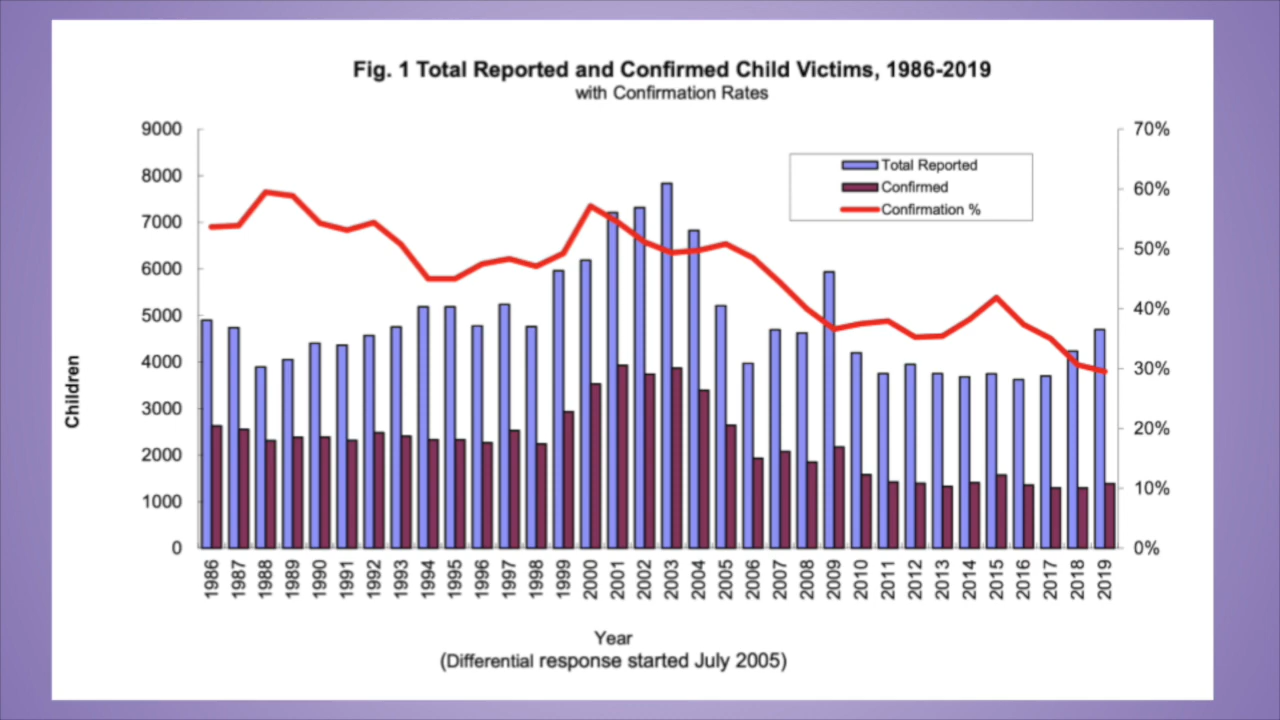 Fig. 1 Total Reported and Confirmed Child Victims, 1986-2019
with Confirmation Rates
9000
8000
7000
6000
5000
4000
3000
2000
1000
0
Children
70%
60%
50%
40%
30%
20%
10%
0%
Total Reported
Confirmed
Confirmation %
1986 1987 1988 1989 1990 1991 1992 1993 1994 1995 1996 1997 1998 1999 2000 2001 2002 2003 2004 2005 2006 2007 2008 2009 2010 2011 2012 2013 2014 2015 2016 2017 2018 2019
Year
(Differential response started July 2005)